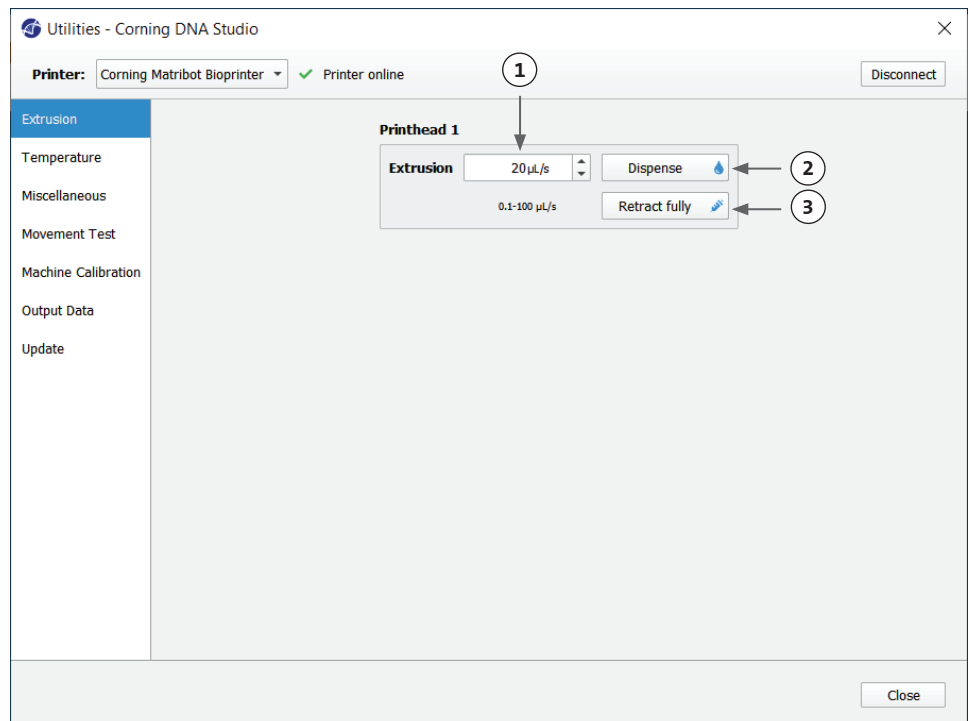 Utilities - Corning DNA Studio
Printer: Corning Matribot Bioprinter Printer online 1 Disconnect
Extrusion
Temperature
Miscellaneous
Movement Test
Machine Calibration
Output Data
Update
Printhead 1
Extrusion 20µL/s Dispense 2
0.1-100 µL/s Retract fully 3
Close